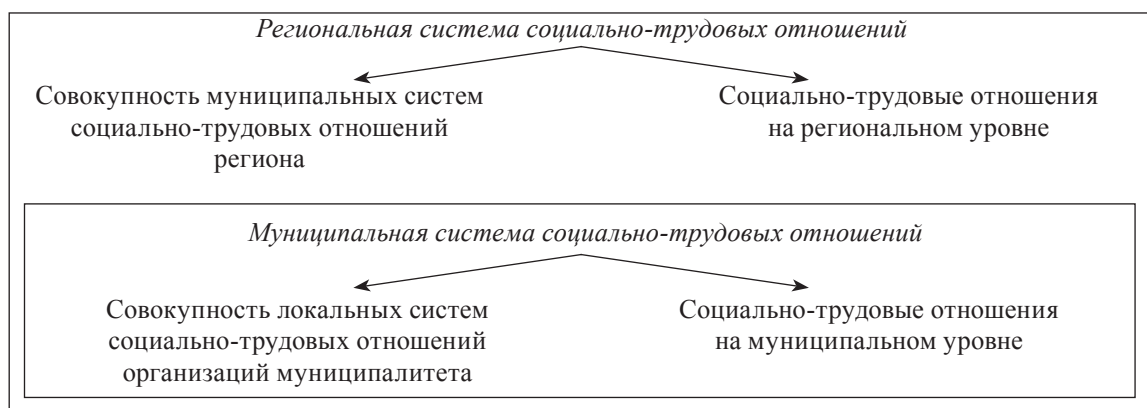 Региональная система социально-трудовых отношений
Совокупность муниципальных систем
социально-трудовых отношений
региона
Социально-трудовые отношения
на региональном уровне
Муниципальная система социально-трудовых отношений
Совокупность локальных систем
социально-трудовых отношений
организаций муниципалитета
Социально-трудовые отношения
на муниципальном уровне